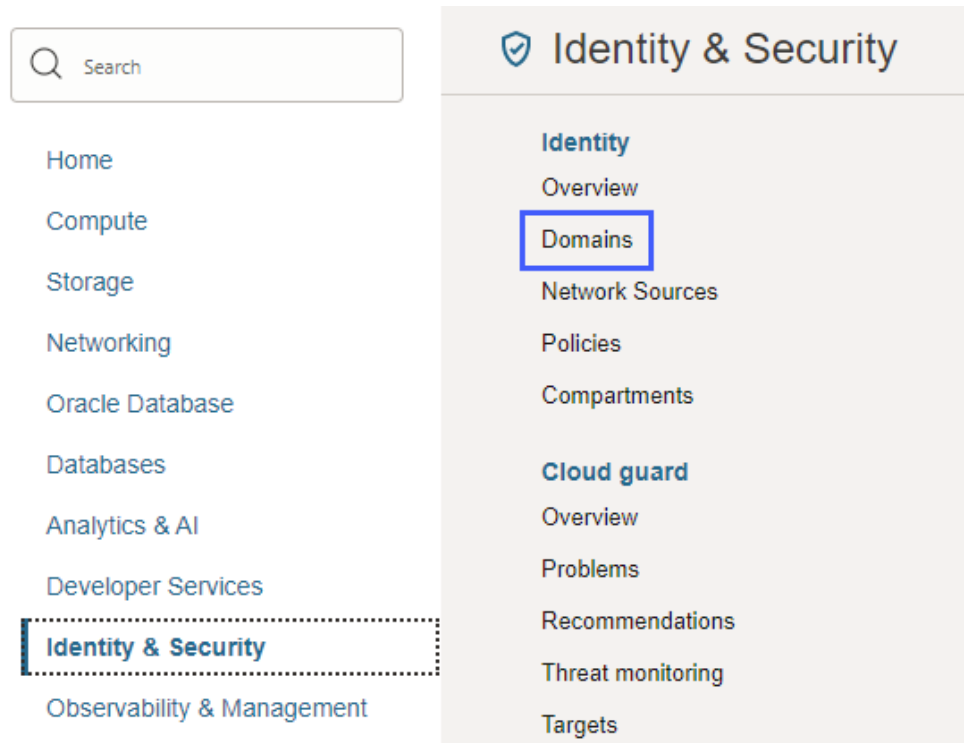 Search
Home
Compute
Storage
Networking
Oracle Database
Databases
Analytics & AI
Developer Services
Identity & Security
Observability & Management
Identity & Security
Identity
Overview
Domains
Network Sources
Policies
Compartments
Cloud guard
Overview
Problems
Recommendations
Threat monitoring
Targets